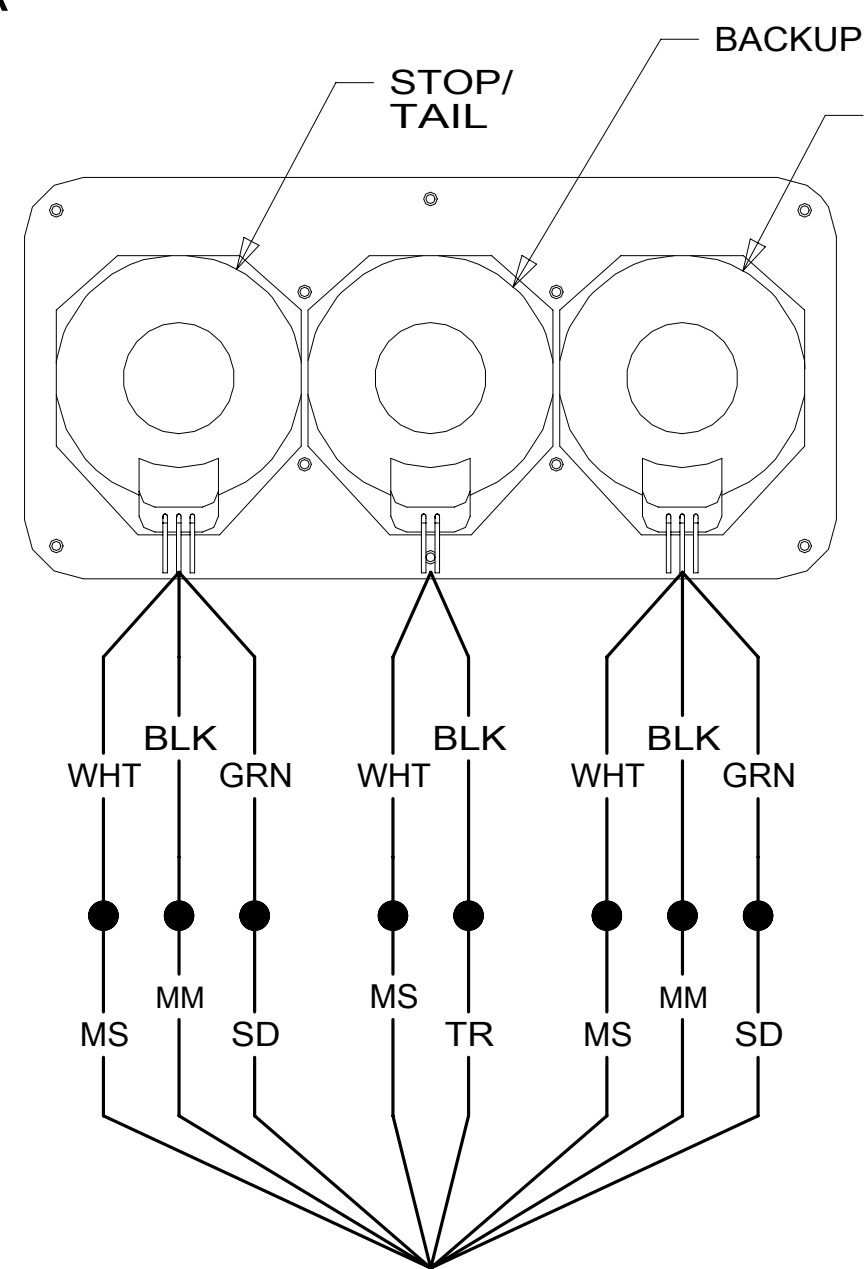 BACKUP
STOP/
TAIL
BLK BLK BLK
WHT GRN WHT WHT GRN
MM MS MM
MS SD TR MS SD